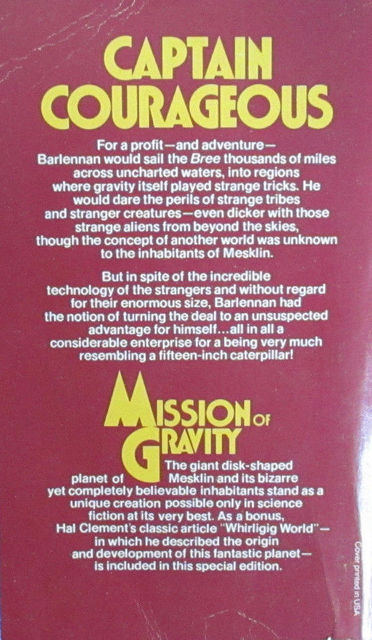 CAPTAIN
COURAGEOUS
For a profit—and adventure—
Barlennan would sail the Bree thousands of miles
across uncharted waters, into regions
where gravity itself played strange tricks. He
would dare the perils of strange tribes
and stranger creatures—even dicker with those
strange aliens from beyond the skies,
though the concept of another world was unknown
to the inhabitants of Mesklin.
But in spite of the incredible
technology of the strangers and without regard
for their enormous size, Barlennan had
the notion of turning the deal to an unsuspected
advantage for himself...all in all a
considerable enterprise for a being very much
resembling a fifteen-inch caterpillar!
MISSION OF
GRAVITY
The giant disk-shaped
planet of Mesklin and its bizarre
yet completely believable inhabitants stand as a
unique creation possible only in science
fiction at its very best. As a bonus,
Hal Clement's classic article "Whirligig World"—
in which he described the origin
and development of this fantastic planet—
is included in this special edition.
Cover printed in USA